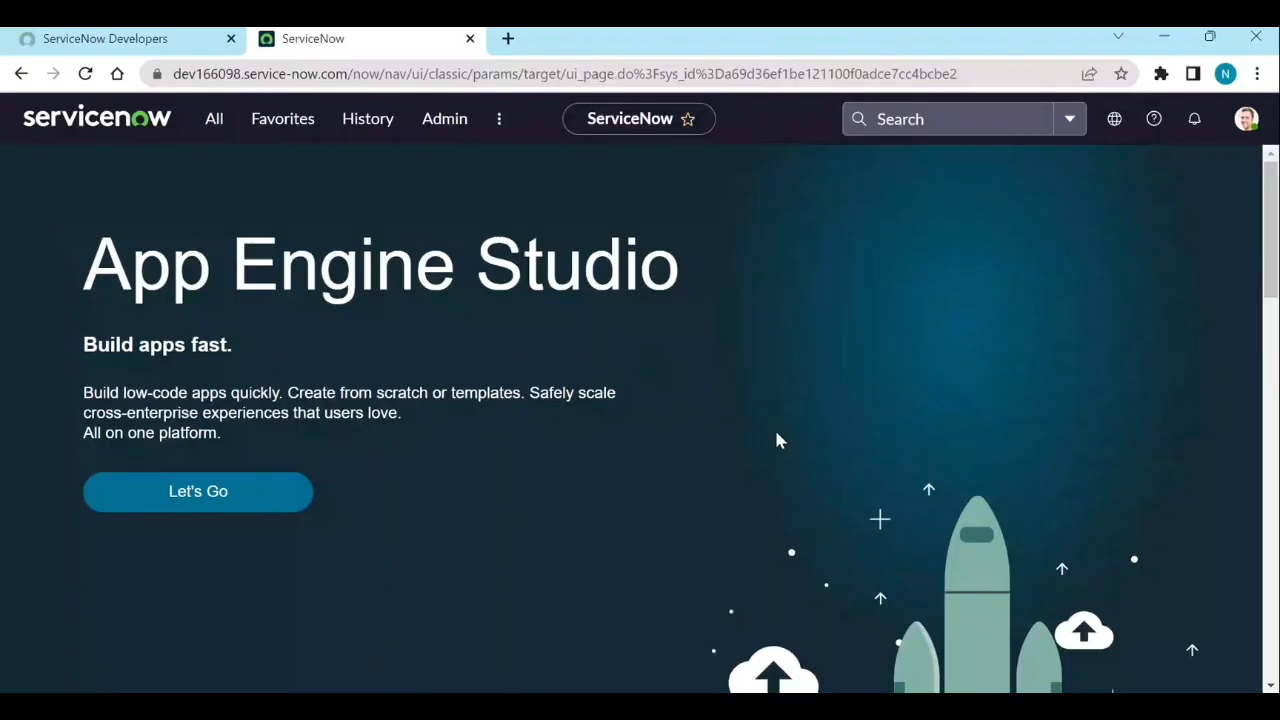 ServiceNow Developers
ServiceNow
dev166098.service-now.com/now/nav/ui/classic/params/target/ui_page.do%3Fsys_id%3Da69d36ef1be121100f0adce7cc4bcbe2
N
servicenow All Favorites History Admin ServiceNow Search
App Engine Studio
Build apps fast.
Build low-code apps quickly. Create from scratch or templates. Safely scale
cross-enterprise experiences that users love.
All on one platform.
Let's Go